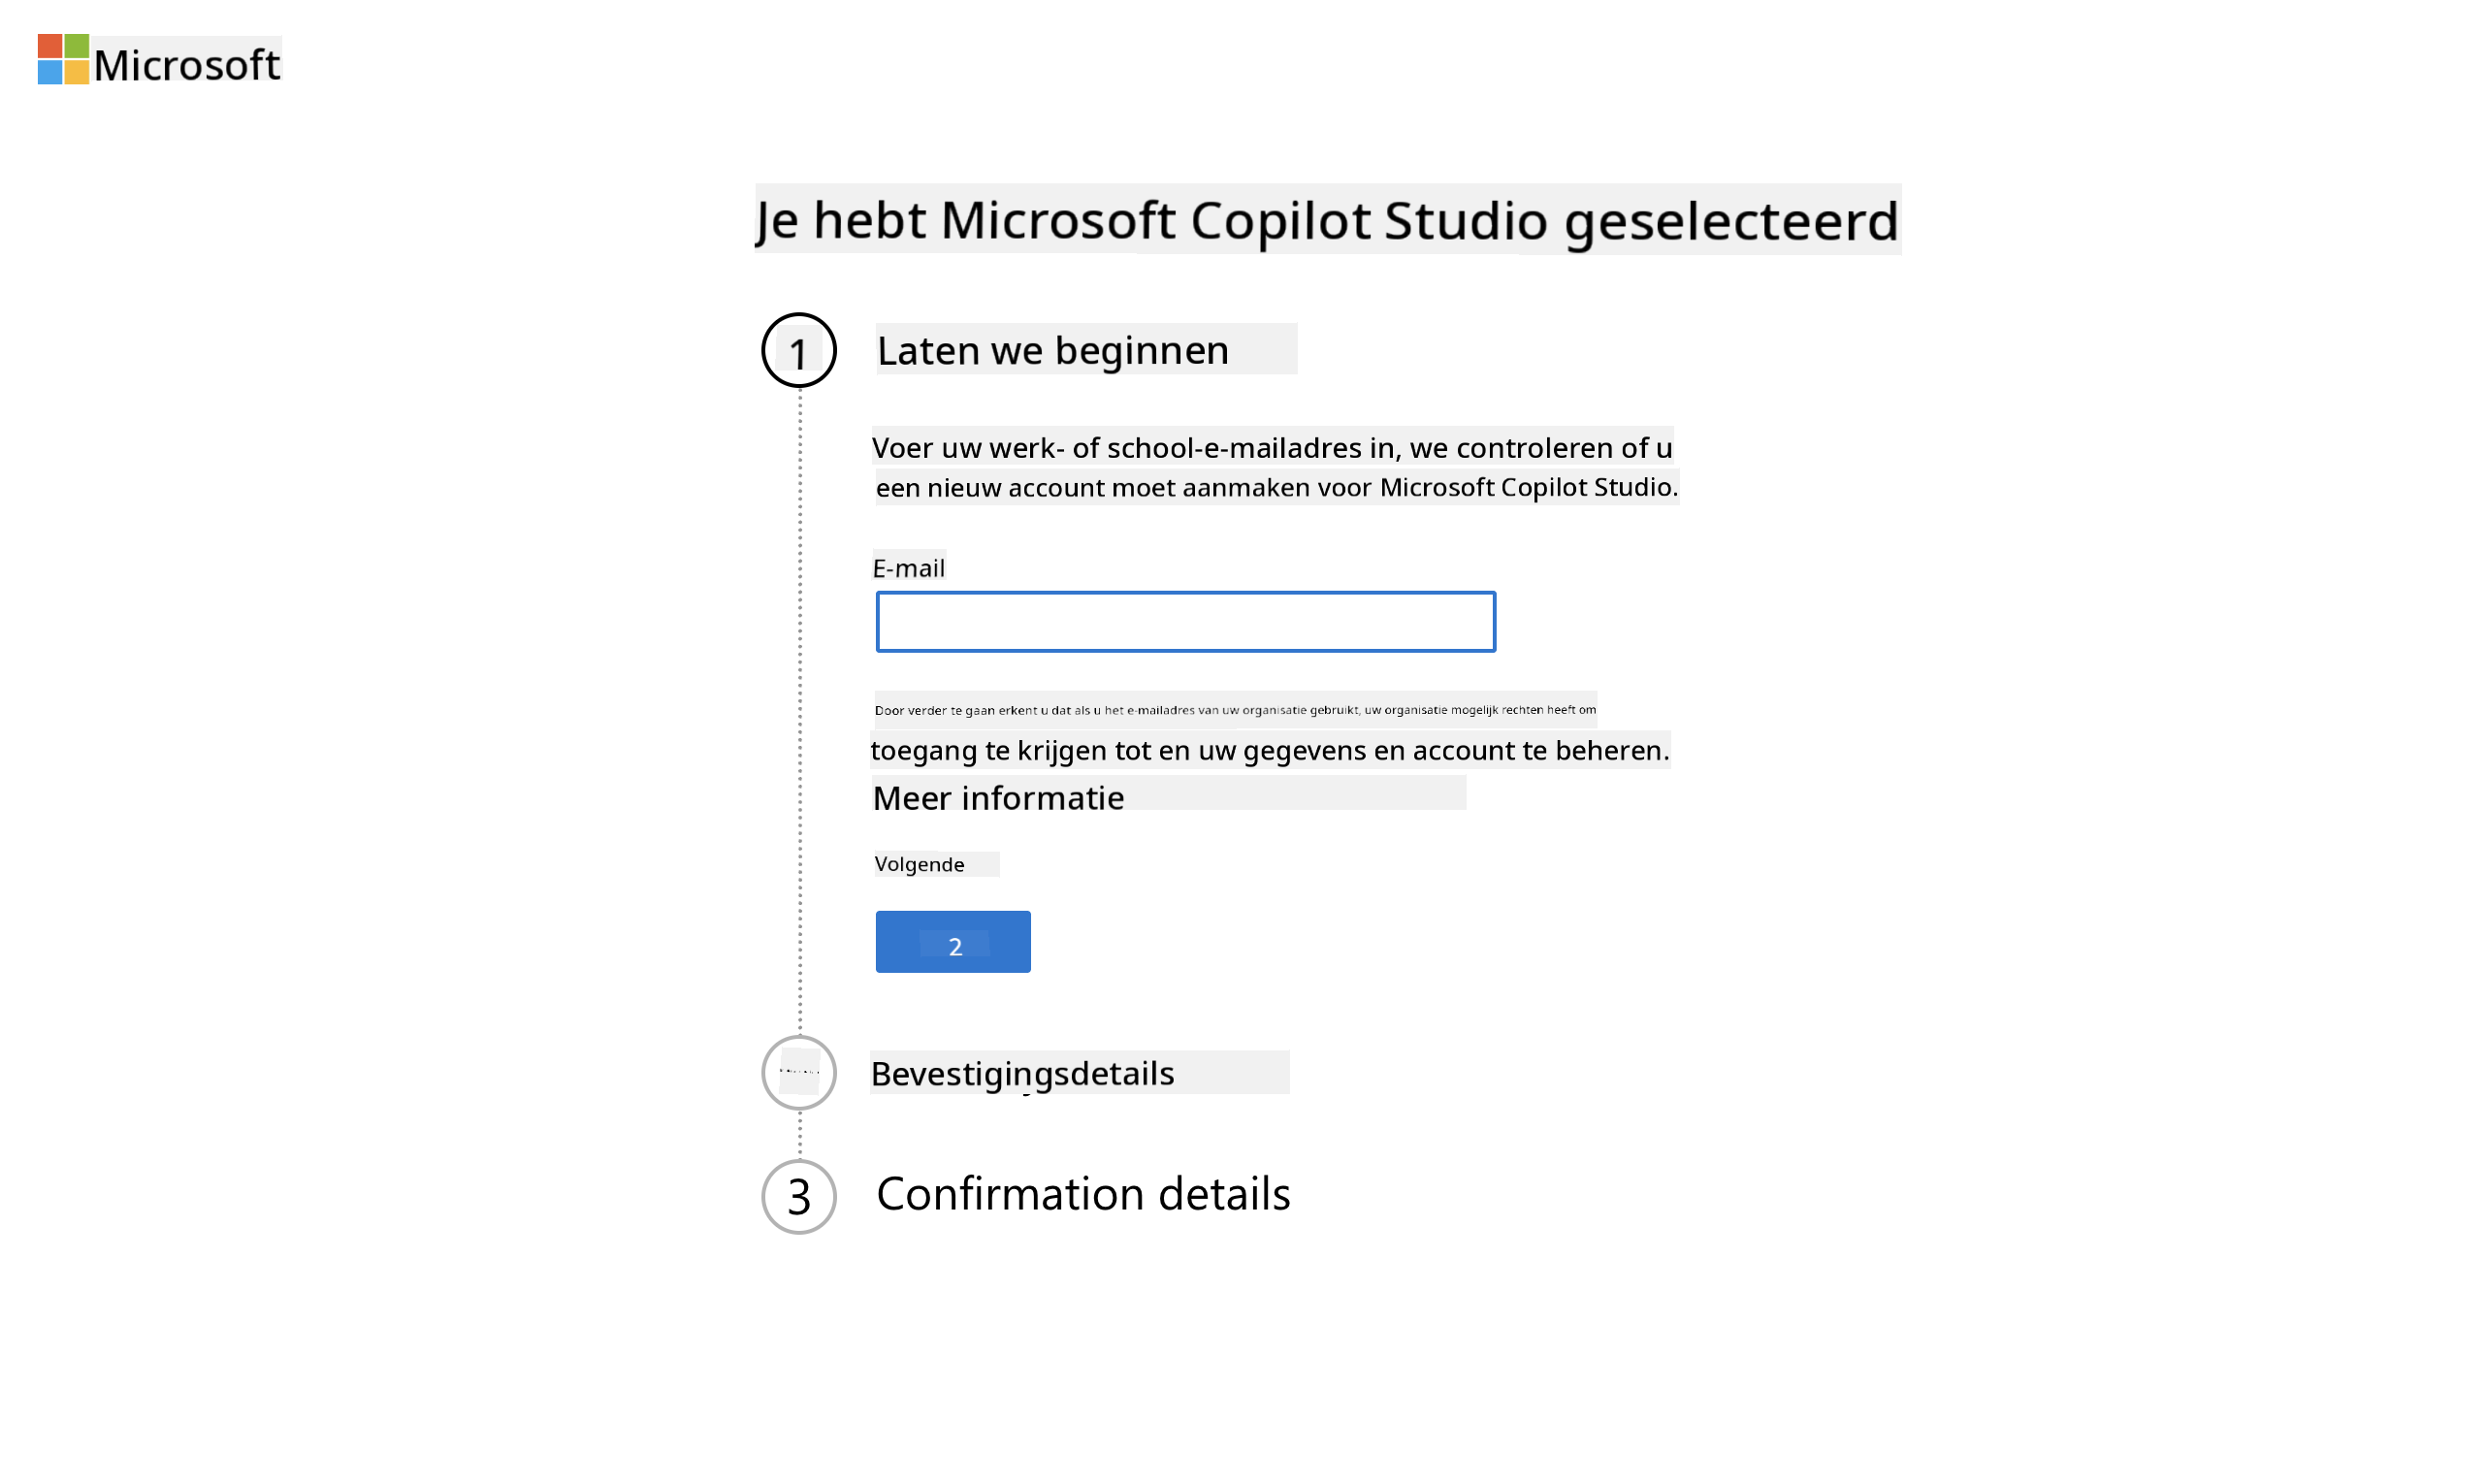 Microsoft
Je hebt Microsoft Copilot Studio geselecteerd
1
Laten we beginnen
Voer uw werk- of school-e-mailadres in, we controleren of u
een nieuw account moet aanmaken voor Microsoft Copilot Studio.
E-mail
Door verder te gaan erkent u dat als u het e-mailadres van uw organisatie gebruikt, uw organisatie mogelijk rechten heeft om
toegang te krijgen tot en uw gegevens en account te beheren.
Meer informatie
Volgende
2
Bevestigingsdetails
3
Confirmation details